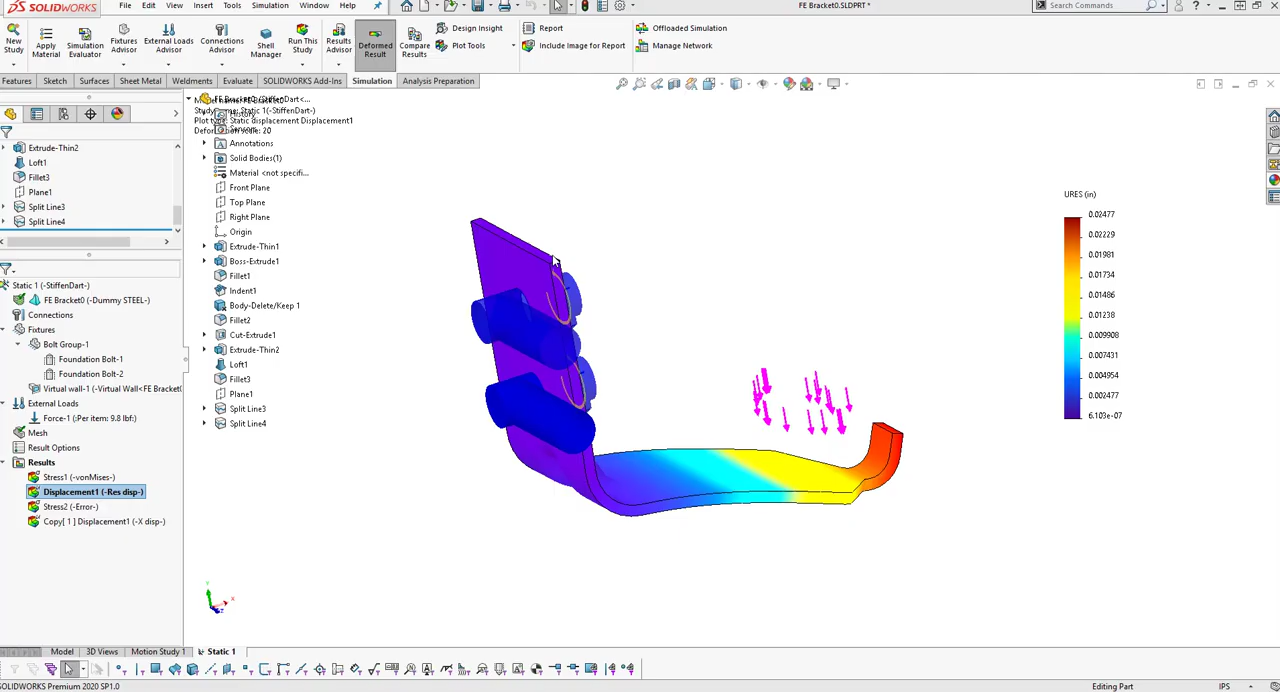 SOLIDWORKS
File Edit View Insert Tools Simulation Window Help
FE Bracket0.SLDPRT *
Search Commands
New Study
Apply Material
Simulation Evaluator
Fixtures Advisor
External Loads Advisor
Connections Advisor
Shell Manager
Run This Study
Results Advisor
Deformed Result
Compare Results
Design Insight
Plot Tools
Report
Include Image for Report
Offloaded Simulation
Manage Network
Features Sketch Surfaces Sheet Metal Weldments Evaluate SOLIDWORKS Add-Ins Simulation Analysis Preparation
Extrude-Thin2
Loft1
Fillet3
Plane1
Split Line3
Split Line4
Static 1 (-StiffenDart-)
FE Bracket0 (-Dummy STEEL-)
Connections
Fixtures
Bolt Group-1
Foundation Bolt-1
Foundation Bolt-2
Virtual wall-1 (-Virtual Wall<FE Bracket
External Loads
Force-1 (:Per item: 9.8 lbf:)
Mesh
Result Options
Results
Stress1 (-vonMises-)
Displacement1 (-Res disp-)
Stress2 (-Error-)
Copy[ 1 ] Displacement1 (-X disp-)
FE Bracket0 (StiffenDart<...
Study name: Static 1(-StiffenDart-)
Plot type: Static displacement Displacement1
Annotations
Solid Bodies(1)
Material <not specifi...
Front Plane
Top Plane
Right Plane
Origin
Extrude-Thin1
Boss-Extrude1
Fillet1
Indent1
Body-Delete/Keep 1
Fillet2
Cut-Extrude1
Extrude-Thin2
Loft1
Fillet3
Plane1
Split Line3
Split Line4
URES (in)
0.02477
0.02229
0.01981
0.01734
0.01486
0.01238
0.009908
0.007431
0.004954
0.002477
6.103e-07
Model 3D Views Motion Study 1 Static 1
SOLIDWORKS Premium 2020 SP1.0
Editing Part
IPS